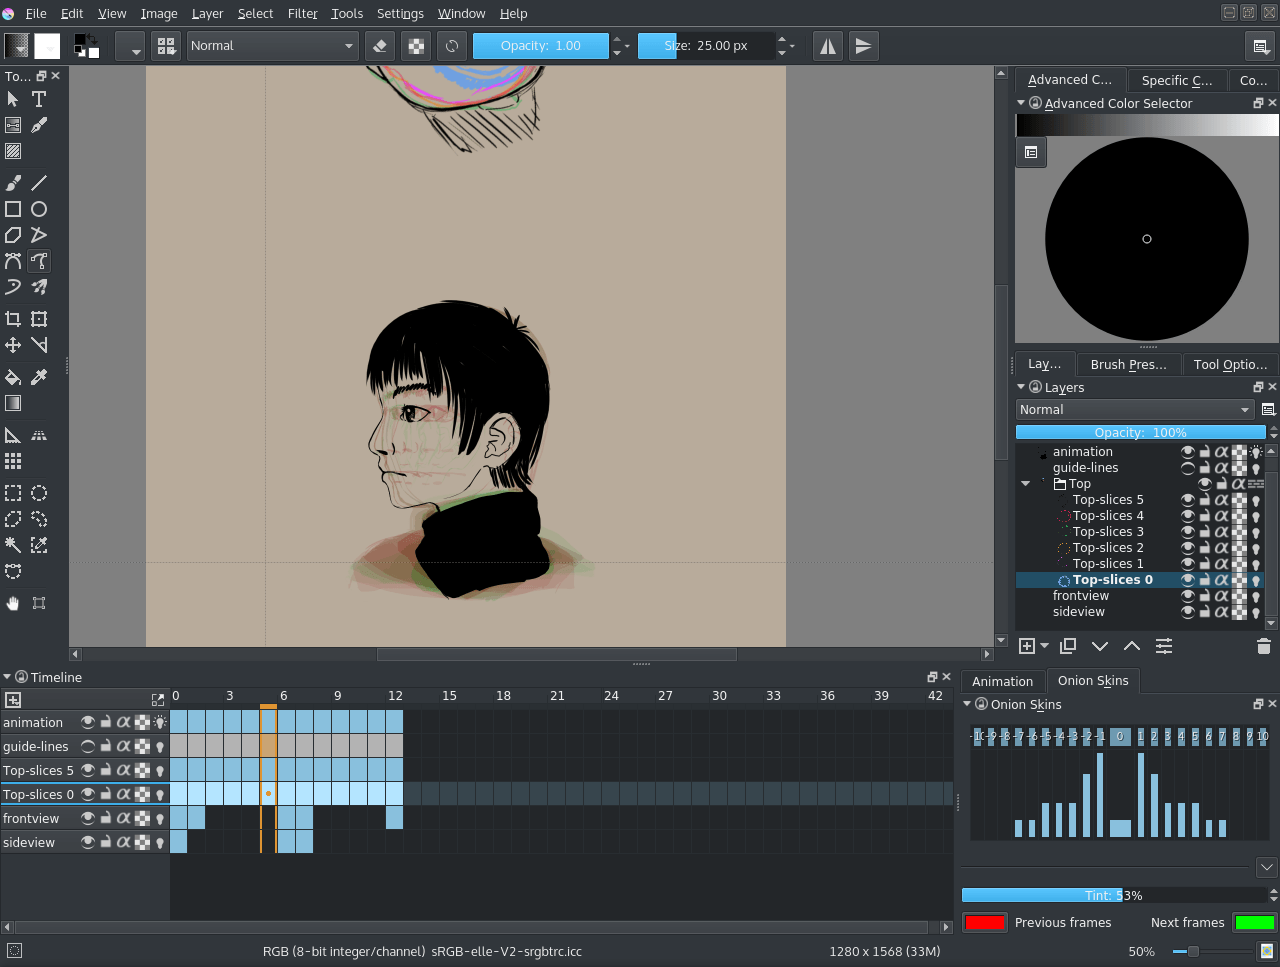 File Edit View Image Layer Select Filter Tools Settings Window Help
Normal Opacity: 1.00 Size: 25.00 px
To...
Advanced C... Specific C... Co...
Advanced Color Selector
Lay... Brush Pres... Tool Optio...
Layers
Normal
Opacity: 100%
animation
guide-lines
Top
Top-slices 5
Top-slices 4
Top-slices 3
Top-slices 2
Top-slices 1
Top-slices 0
frontview
sideview
Timeline
0 3 6 9 12 15 18 21 24 27 30 33 36 39 42
animation
guide-lines
Top-slices 5
Top-slices 0
frontview
sideview
Animation Onion Skins
Onion Skins
-10 -9 -8 -7 -6 -5 -4 -3 -2 -1 0 1 2 3 4 5 6 7 8 9 10
Tint: 53%
Previous frames Next frames
RGB (8-bit integer/channel) sRGB-elle-V2-srgbtrc.icc 1280 x 1568 (33M) 50%